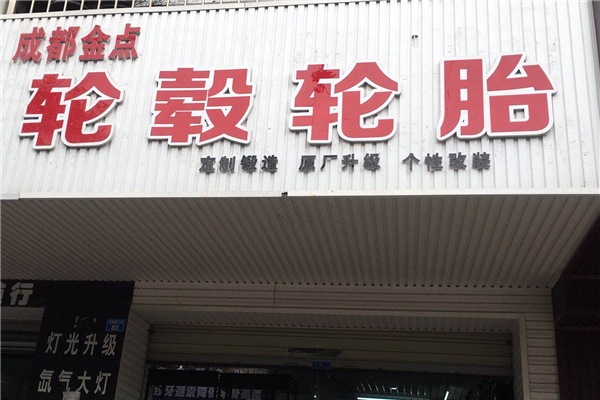 成都金点
轮毂轮胎
定制锻造 原厂升级 个性改装
行
灯光升级
氙气大灯